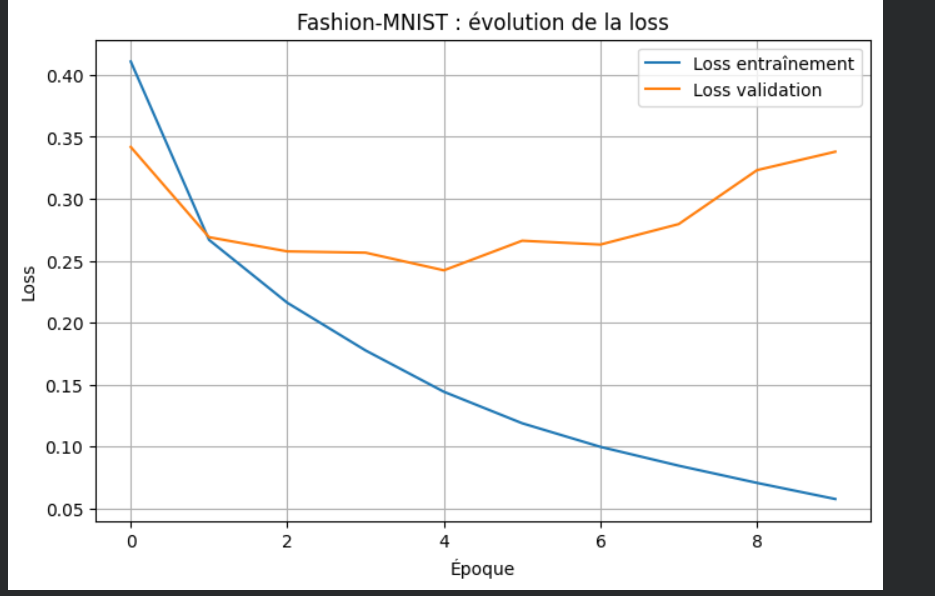 Fashion-MNIST : évolution de la loss
Loss entraînement
Loss validation
0.40
0.35
0.30
0.25
0.20
0.15
0.10
0.05
Loss
0 2 4 6 8
Époque